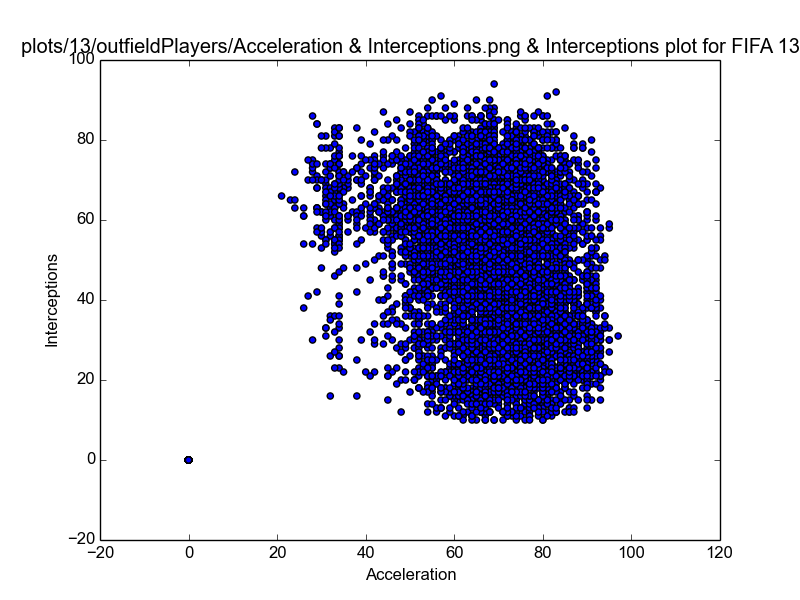 plots/13/outfieldPlayers/Acceleration & Interceptions.png & Interceptions plot for FIFA 13
100
80
60
40
20
0
−20
Interceptions
−20 0 20 40 60 80 100 120
Acceleration